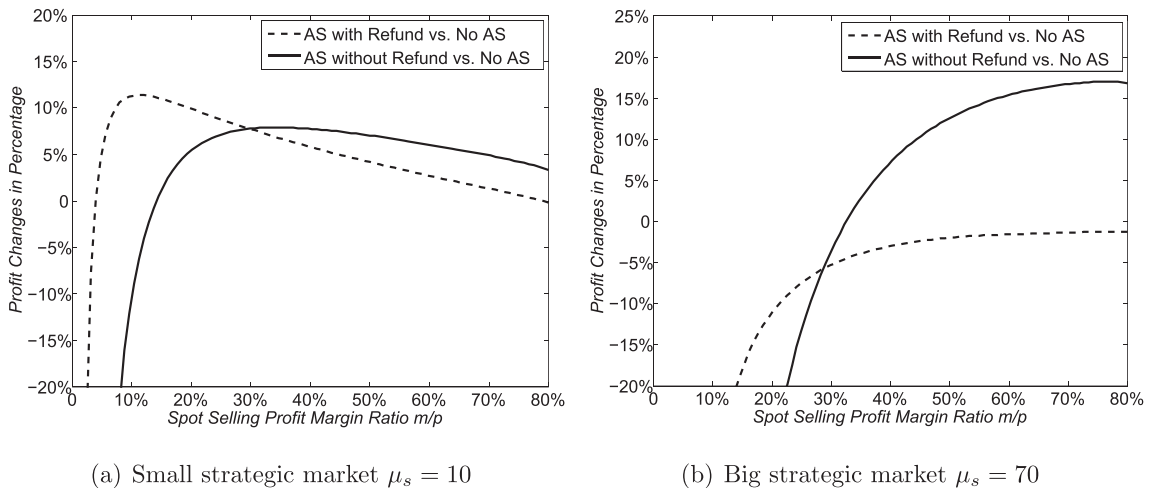 20%
15%
10%
5%
0
−5%
−10%
−15%
−20%
Profit Changes in Percentage
AS with Refund vs. No AS
AS without Refund vs. No AS
0 10% 20% 30% 40% 50% 60% 70% 80%
Spot Selling Profit Margin Ratio m/p
(a) Small strategic market μs = 10
25%
20%
15%
10%
5%
0
−5%
−10%
−15%
−20%
Profit Changes in Percentage
AS with Refund vs. No AS
AS without Refund vs. No AS
0 10% 20% 30% 40% 50% 60% 70% 80%
Spot Selling Profit Margin Ratio m/p
(b) Big strategic market μs = 70